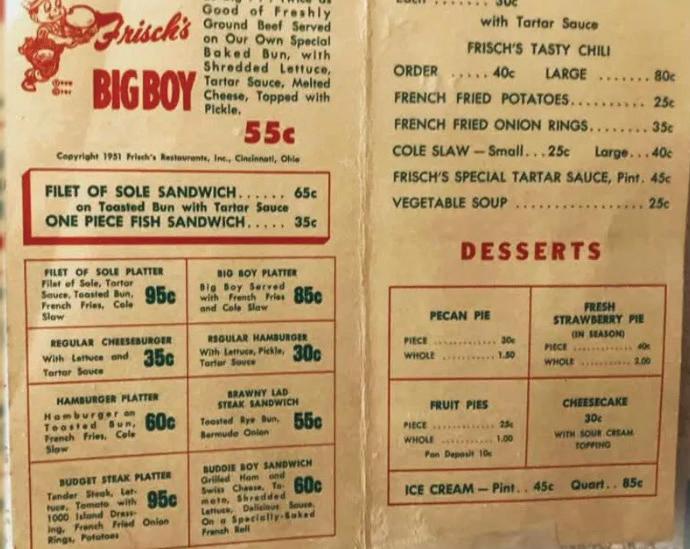 Good of Freshly
Ground Beef Served
on Our Own Special
Baked Bun, with
Shredded Lettuce,
Tartar Sauce, Melted
Cheese, Topped with
Pickle.
Frisch's
BIG BOY
55c
Copyright 1951 Frisch's Restaurants, Inc., Cincinnati, Ohio
FILET OF SOLE SANDWICH...... 65c
on Toasted Bun with Tartar Sauce
ONE PIECE FISH SANDWICH..... 35c
FILET OF SOLE PLATTER
Filet of Sole, Tartar
Sauce, Toasted Bun,
French Fries, Cole
Slaw
95c
BIG BOY PLATTER
Big Boy Served
with French Fries
and Cole Slaw
85c
REGULAR CHEESEBURGER
With Lettuce and
Tartar Sauce
35c
REGULAR HAMBURGER
With Lettuce, Pickle,
Tartar Sauce
30c
HAMBURGER PLATTER
Hamburger on
Toasted Bun,
French Fries, Cole
Slaw
60c
BRAWNY LAD
STEAK SANDWICH
Toasted Rye Bun,
Bermuda Onion
55c
BUDGET STEAK PLATTER
Tender Steak, Let-
tuce, Tomato with
1000 Island Dress-
ing, French Fried Onion
Rings, Potatoes
95c
BUDDIE BOY SANDWICH
Grilled Ham and
Swiss Cheese, To-
mato, Shredded
Lettuce, Delicious Sauce,
On a Specially-Baked
French Roll
60c
Each ........ 30c
with Tartar Sauce
FRISCH'S TASTY CHILI
ORDER ..... 40c LARGE ....... 80c
FRENCH FRIED POTATOES.......... 25c
FRENCH FRIED ONION RINGS....... 35c
COLE SLAW — Small...25c Large...40c
FRISCH'S SPECIAL TARTAR SAUCE, Pint. 45c
VEGETABLE SOUP ................ 25c
DESSERTS
PECAN PIE
PIECE ............... 30c
WHOLE ............ 1.50
FRESH
STRAWBERRY PIE
(IN SEASON)
PIECE ............... 40c
WHOLE ............ 2.00
FRUIT PIES
PIECE ............... 25c
WHOLE ............ 1.00
Pan Deposit 10c
CHEESECAKE
30c
WITH SOUR CREAM
TOPPING
ICE CREAM — Pint.. 45c Quart.. 85c